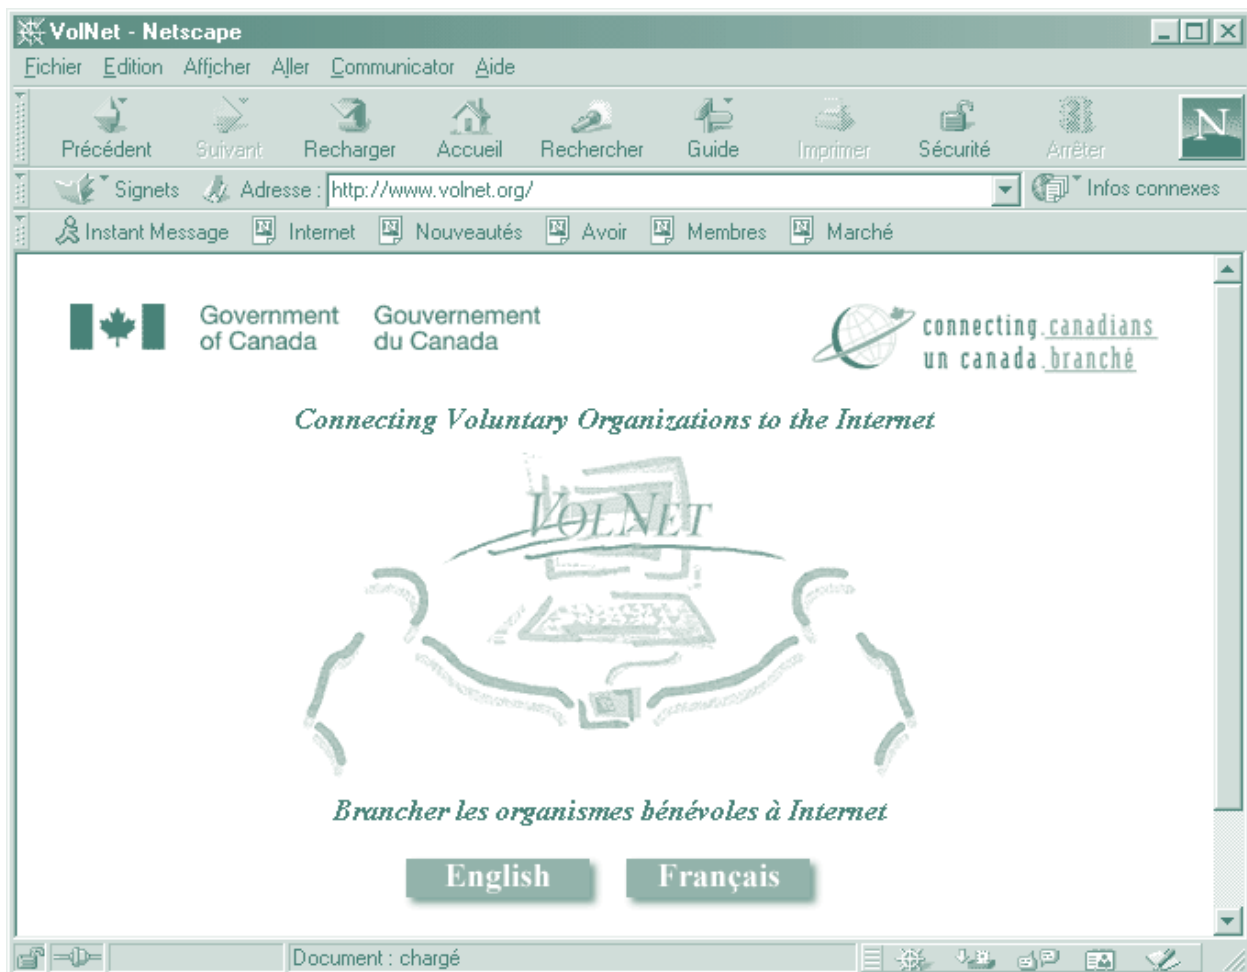 VolNet - Netscape
Fichier Edition Afficher Aller Communicator Aide
Précédent Suivant Recharger Accueil Rechercher Guide Imprimer Sécurité Arrêter N
Signets Adresse : http://www.volnet.org/ Infos connexes
Instant Message Internet Nouveautés Avoir Membres Marché
Government Gouvernement
of Canada du Canada
connecting.canadians
un canada.branché
Connecting Voluntary Organizations to the Internet
VOLNET
Brancher les organismes bénévoles à Internet
English Français
Document : chargé